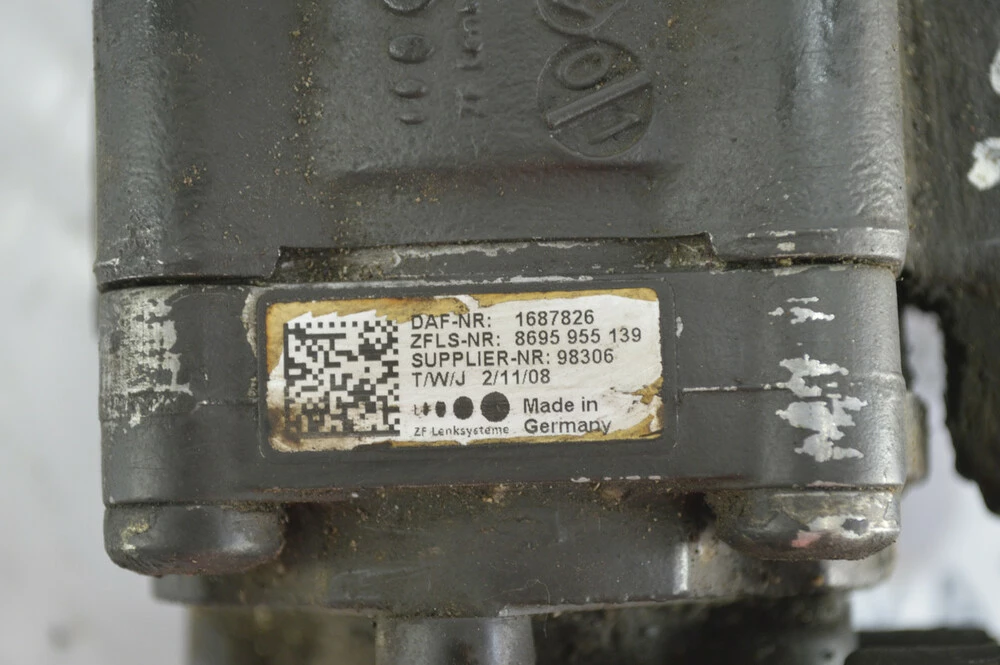 DAF-NR: 1687826
ZFLS-NR: 8695 955 139
SUPPLIER-NR: 98306
T/W/J 2/11/08
Made in
ZF Lenksysteme Germany